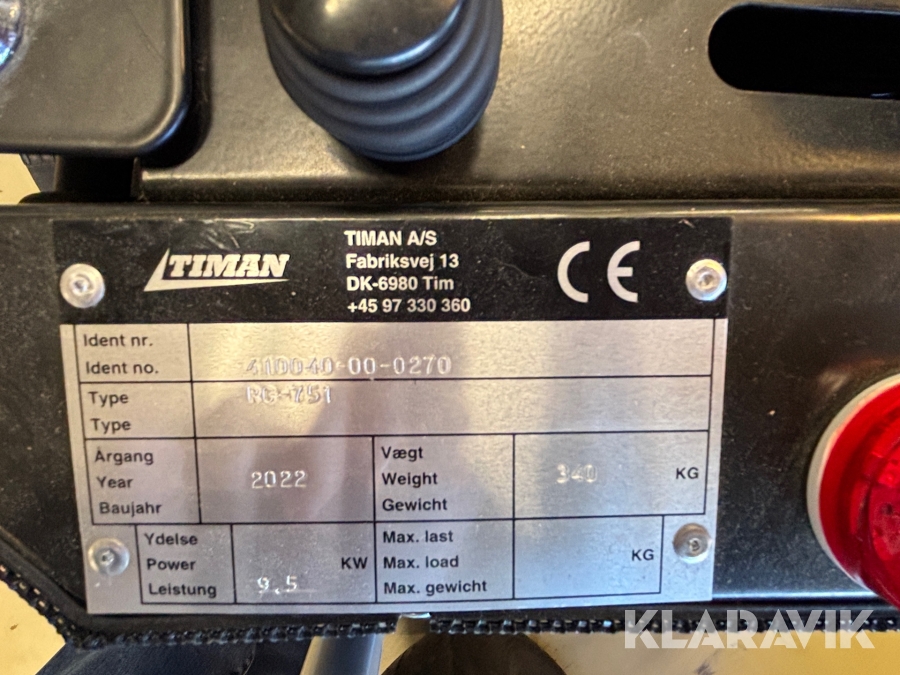 TIMAN
TIMAN A/S
Fabriksvej 13
DK-6980 Tim
+45 97 330 360
CE
Ident nr.
Ident no. 410040-00-0270
Type RC-751
Type
Årgang
Year 2022
Baujahr
Vægt
Weight 340 KG
Gewicht
Ydelse
Power KW
Leistung 9.5
Max. last
Max. load KG
Max. gewicht
KLARAVIK